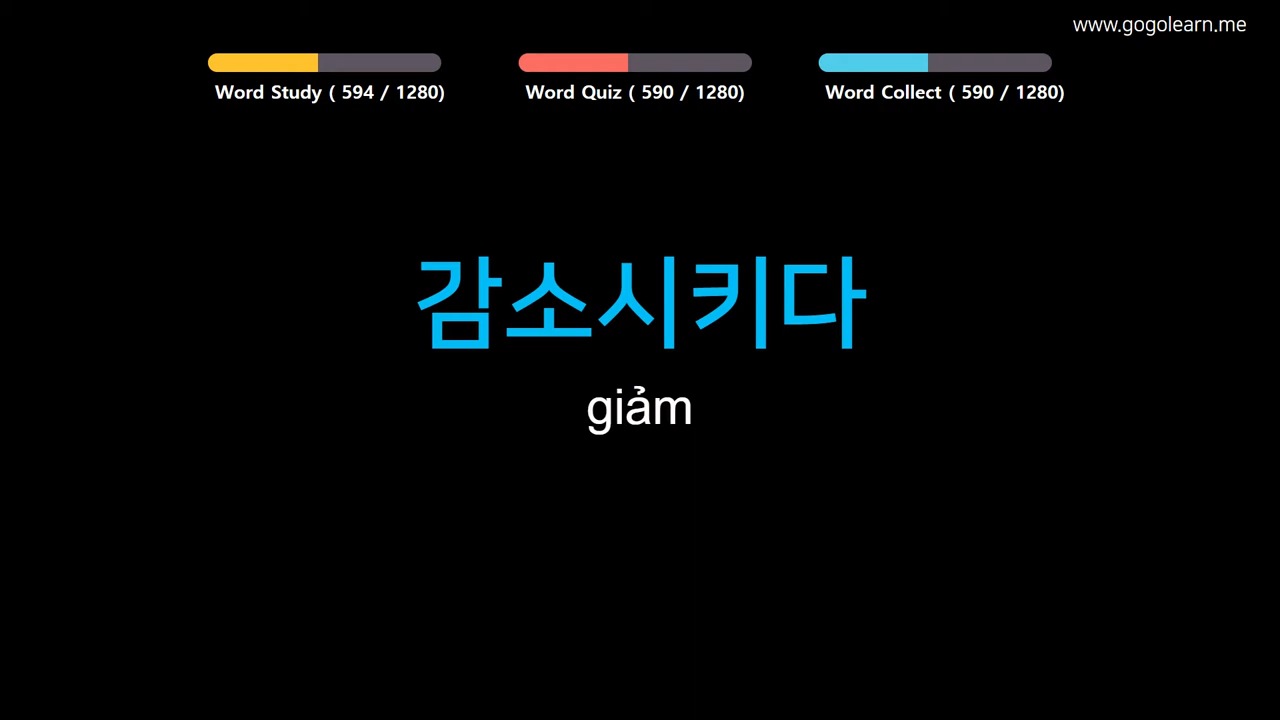 www.gogolearn.me
Word Study ( 594 / 1280)
Word Quiz ( 590 / 1280)
Word Collect ( 590 / 1280)
감소시키다
giảm